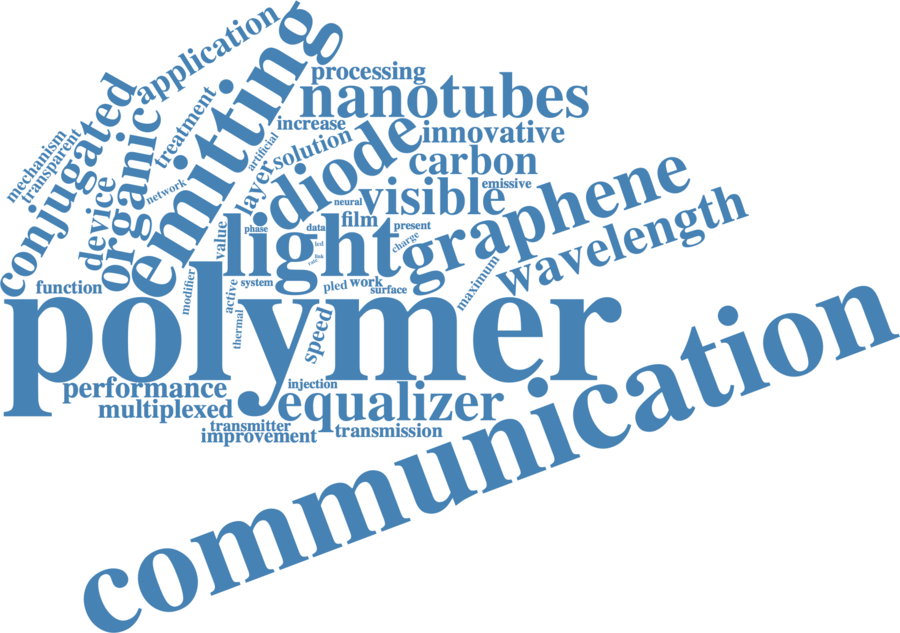 application
emitting
processing
nanotubes
conjugated
organic
treatment
increase
diode
innovative
mechanism
transparent
artificial
solution
carbon
device
network
layer
neural
visible
emissive
graphene
wavelength
value
phase
light
data
film
present
charge
led
link
rate
function
modifier
active
system
pled
work
surface
maximum
polymer
thermal
speed
communication
performance
injection
multiplexed
equalizer
transmitter
improvement
transmission